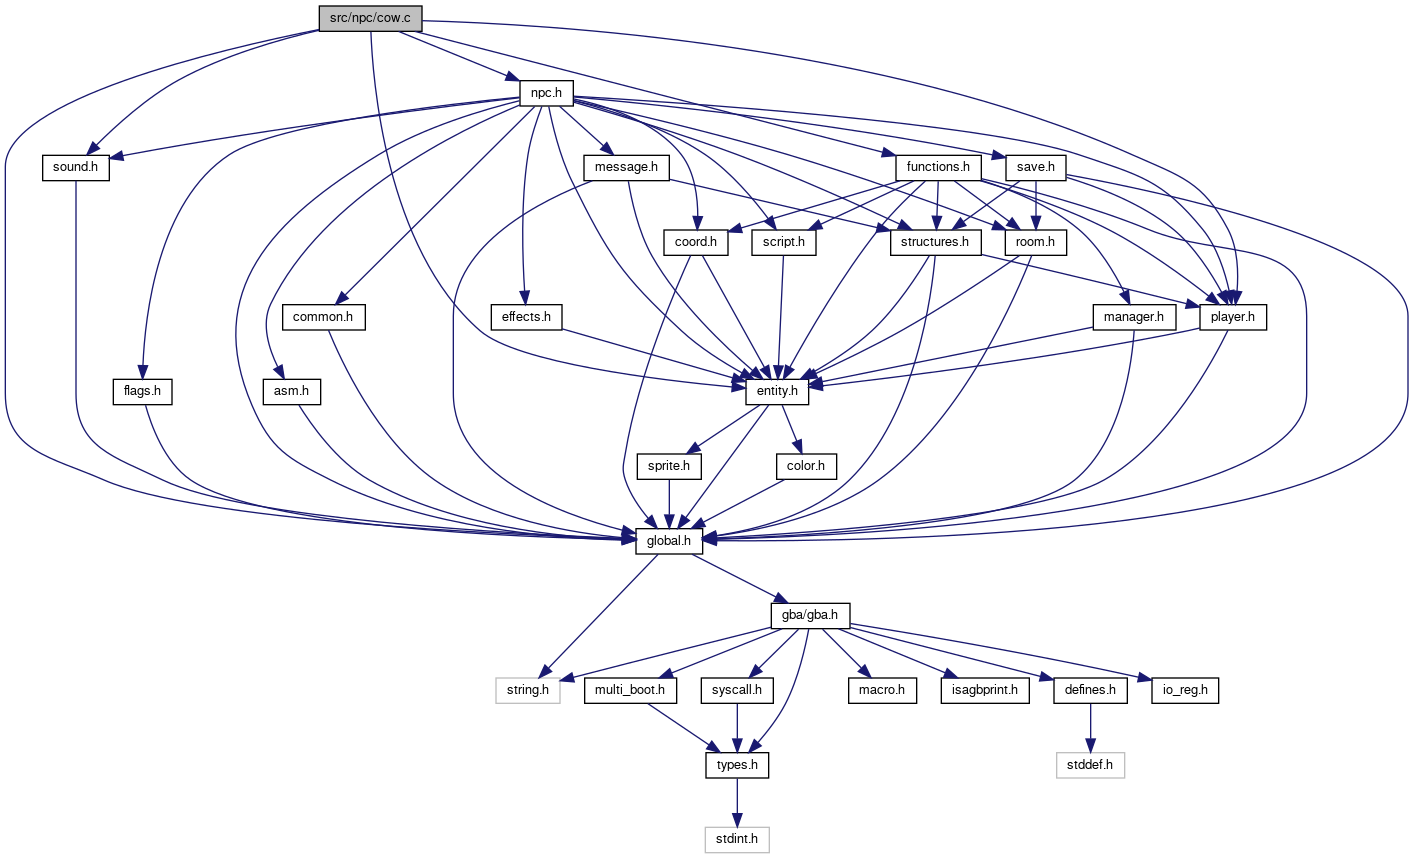 src/npc/cow.c
npc.h
sound.h
message.h
functions.h
save.h
coord.h
script.h
structures.h
room.h
common.h
effects.h
manager.h
player.h
flags.h
asm.h
entity.h
sprite.h
color.h
global.h
gba/gba.h
string.h
multi_boot.h
syscall.h
macro.h
isagbprint.h
defines.h
io_reg.h
types.h
stddef.h
stdint.h